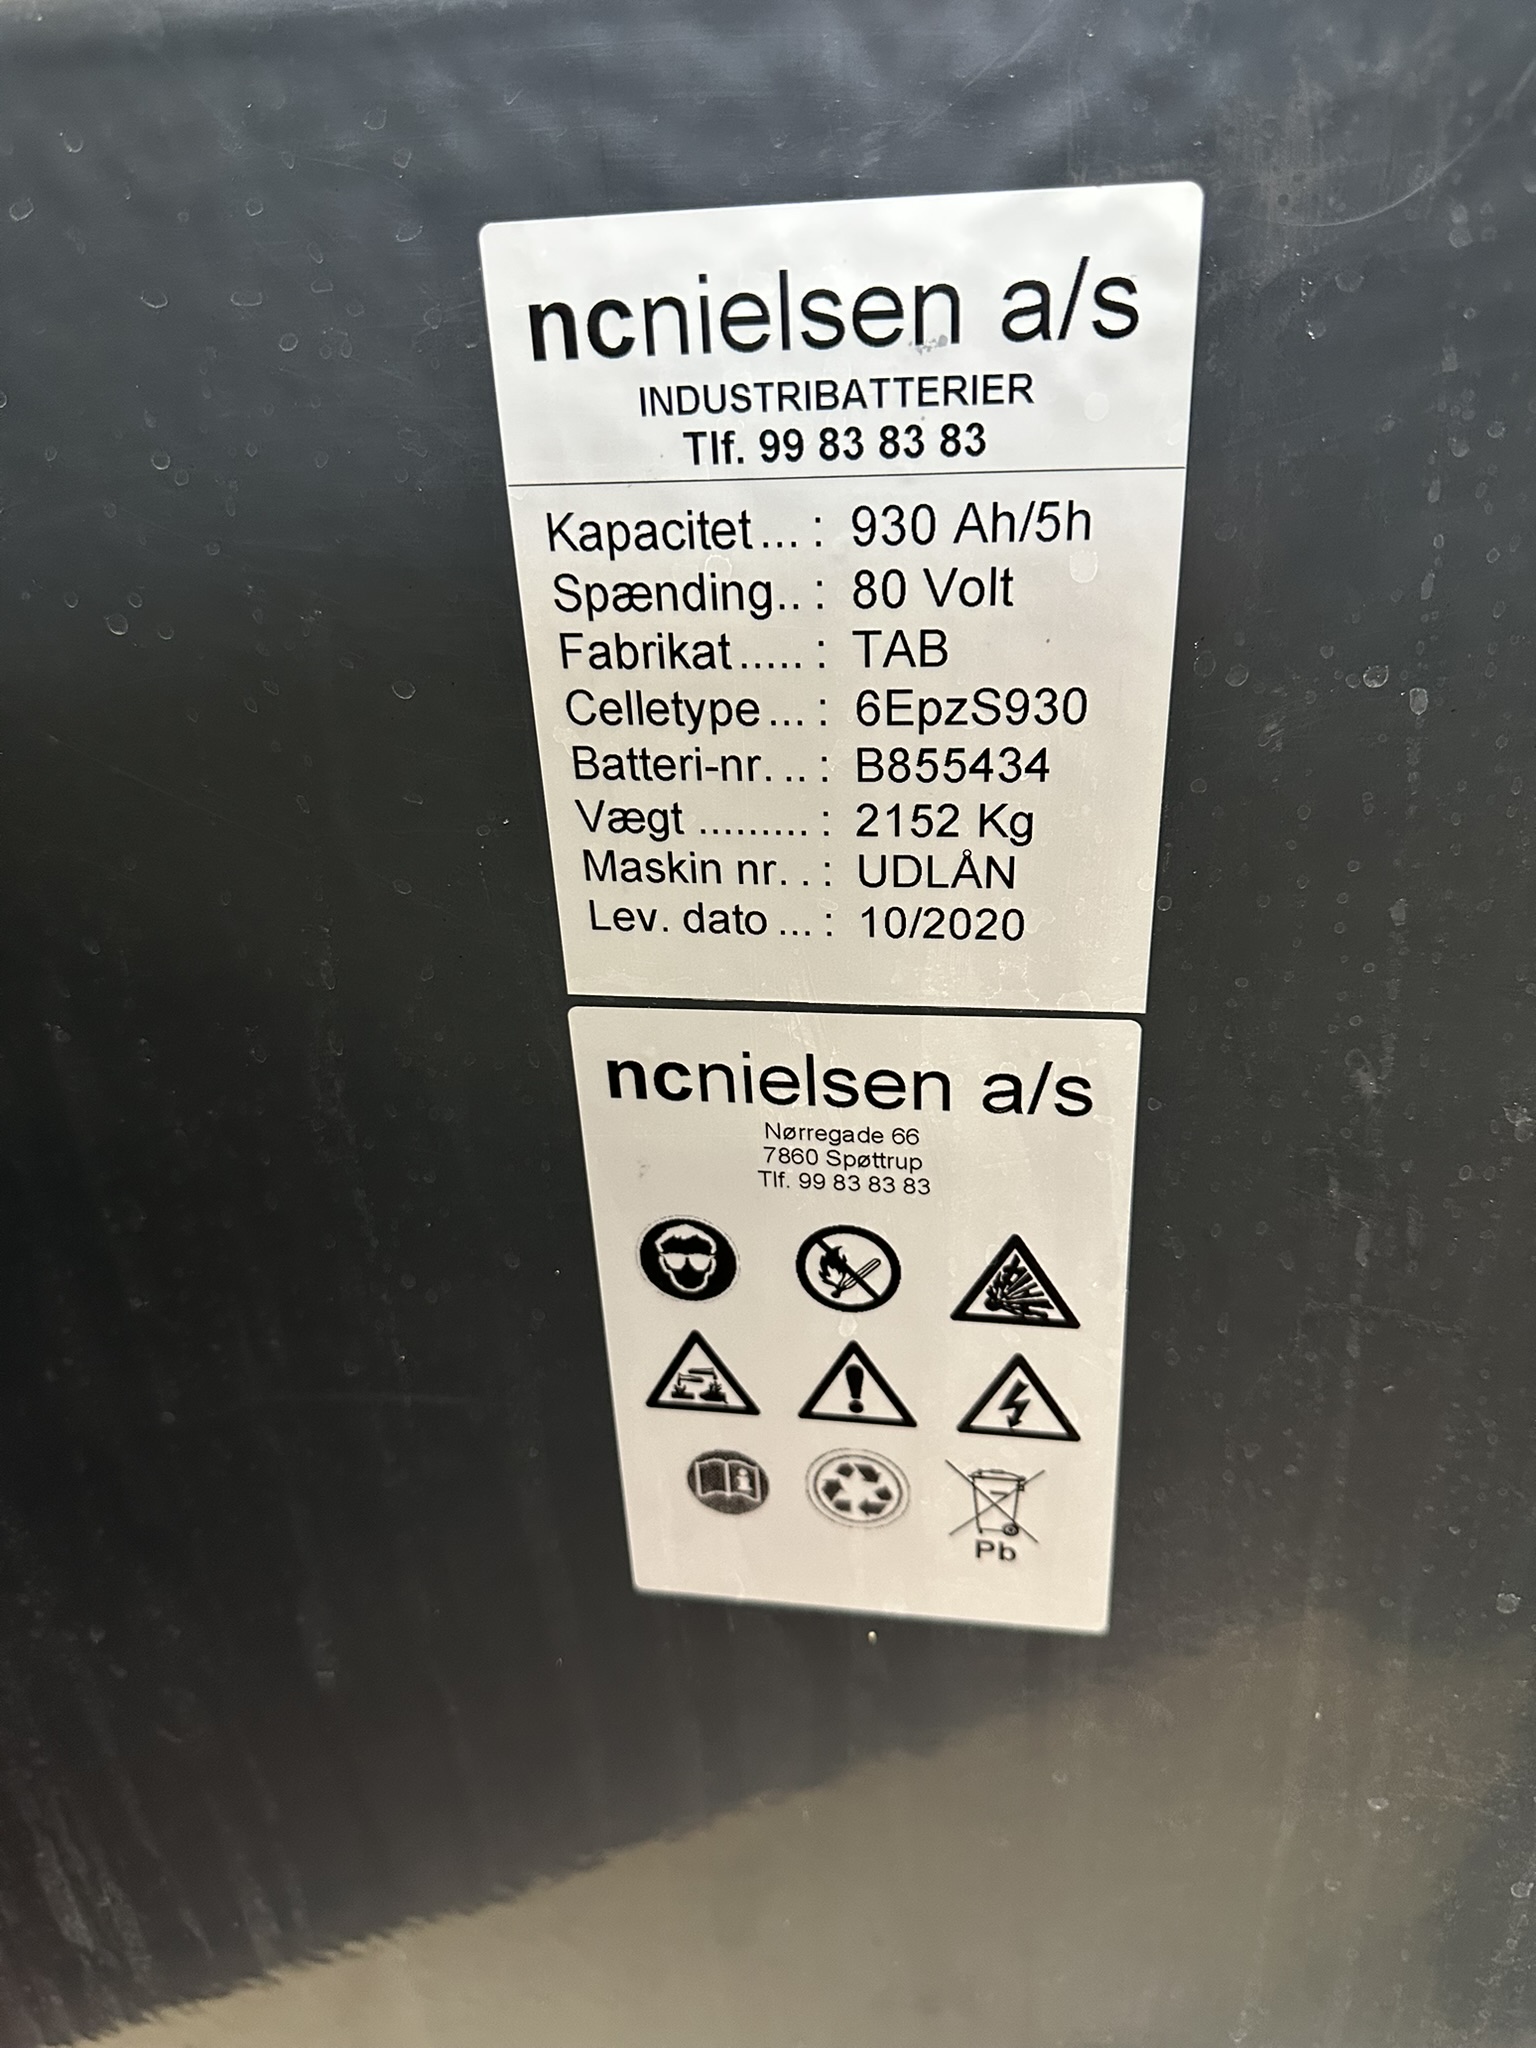 ncnielsen a/s
INDUSTRIBATTERIER
Tlf. 99 83 83 83
Kapacitet... : 930 Ah/5h
Spænding.. : 80 Volt
Fabrikat..... : TAB
Celletype... : 6EpzS930
Batteri-nr. .. : B855434
Vægt ......... : 2152 Kg
Maskin nr. . : UDLÅN
Lev. dato ... : 10/2020
ncnielsen a/s
Nørregade 66
7860 Spøttrup
Tlf. 99 83 83 83
Pb